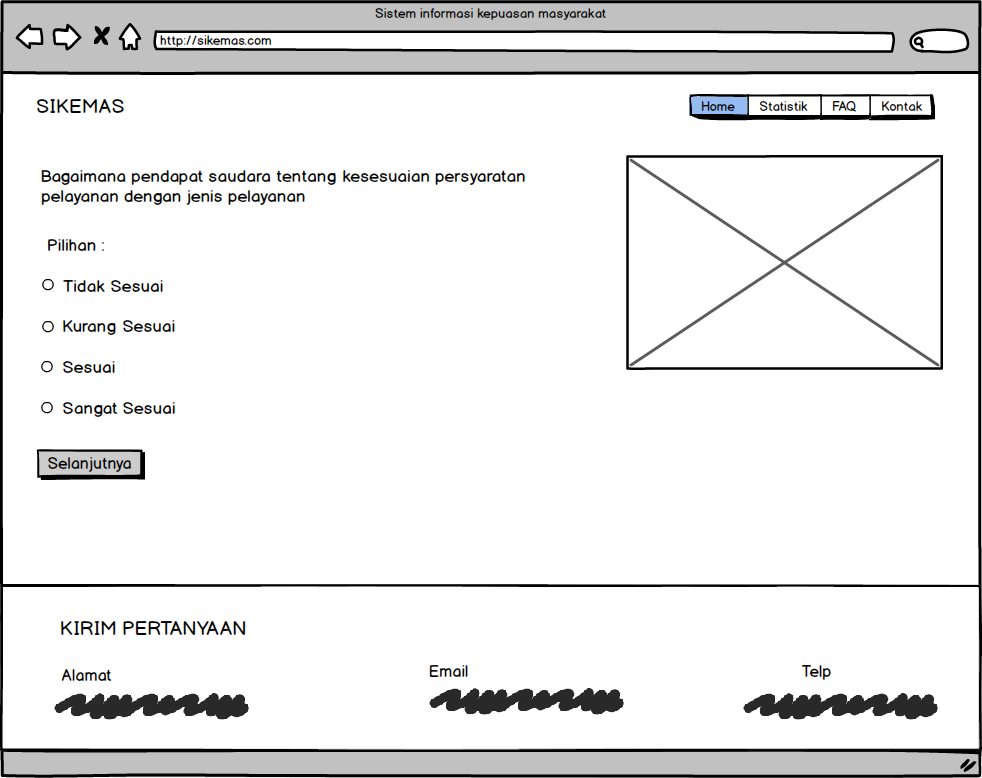 Sistem informasi kepuasan masyarakat
http://sikemas.com
SIKEMAS
Home Statistik FAQ Kontak
Bagaimana pendapat saudara tentang kesesuaian persyaratan
pelayanan dengan jenis pelayanan
Pilihan :
Tidak Sesuai
Kurang Sesuai
Sesuai
Sangat Sesuai
Selanjutnya
KIRIM PERTANYAAN
Alamat Email Telp